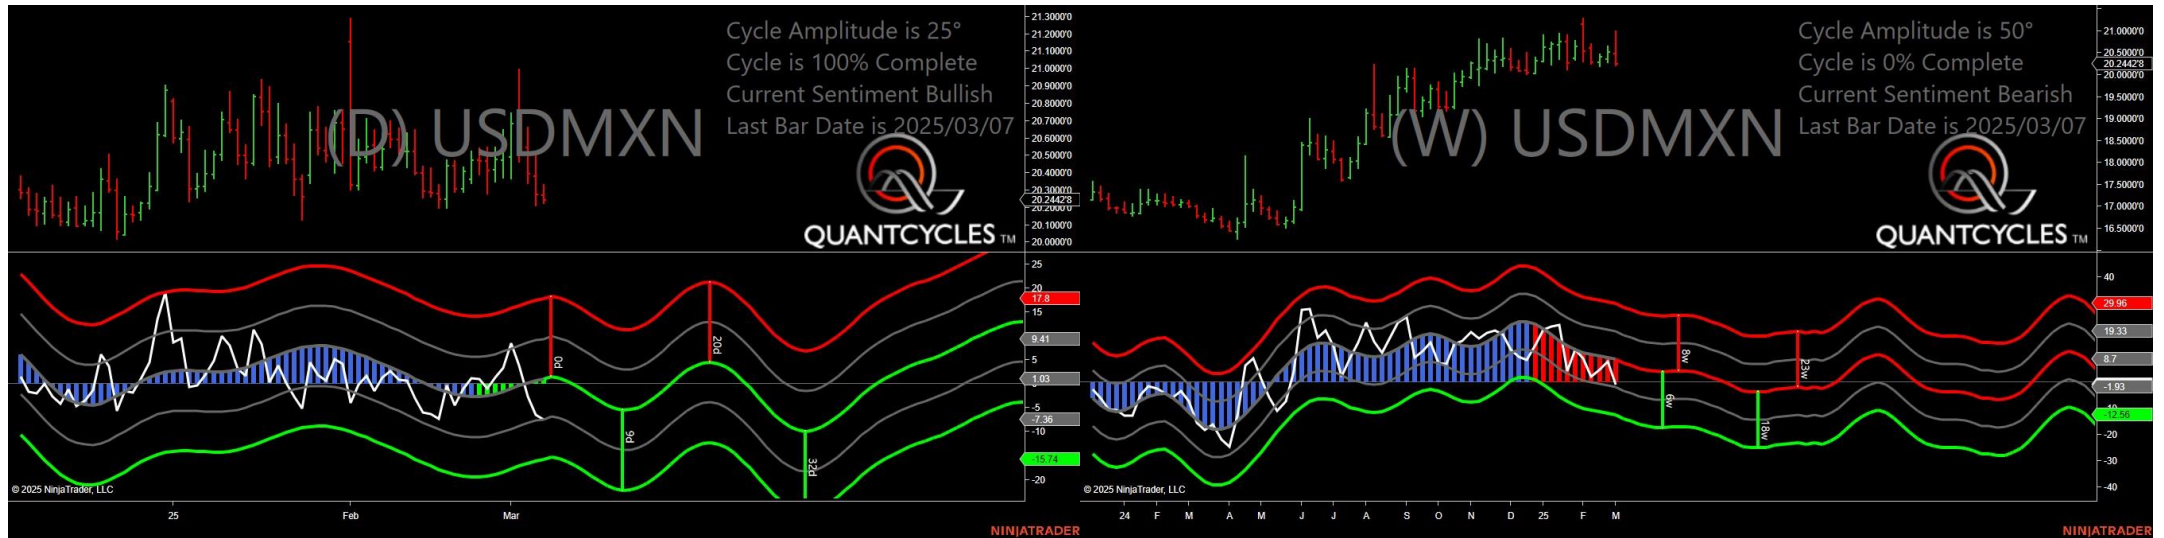 Cycle Amplitude is 25°
Cycle is 100% Complete
Current Sentiment Bullish
Last Bar Date is 2025/03/07
(D) USDMXN
QUANTCYCLES TM
21.3000'0
21.2000'0
21.1000'0
21.0000'0
20.9000'0
20.8000'0
20.7000'0
20.6000'0
20.5000'0
20.4000'0
20.3000'0
20.2442'8
20.2000'0
20.1000'0
20.0000'0
25
20
17.8
15
9.41
5
1.03
-5
-7.36
-10
-15.74
-20
0d
9d
20d
32d
© 2025 NinjaTrader, LLC
25
Feb
Mar
NINJATRADER
Cycle Amplitude is 50°
Cycle is 0% Complete
Current Sentiment Bearish
Last Bar Date is 2025/03/07
(W) USDMXN
QUANTCYCLES TM
21.0000'0
20.5000'0
20.2442'8
20.0000'0
19.5000'0
19.0000'0
18.5000'0
18.0000'0
17.5000'0
17.0000'0
16.5000'0
40
29.96
19.33
8.7
-1.93
-12.56
-20
-30
-40
6w
8w
18w
23w
© 2025 NinjaTrader, LLC
24
F
M
A
M
J
J
A
S
O
N
D
25
F
M
NINJATRADER